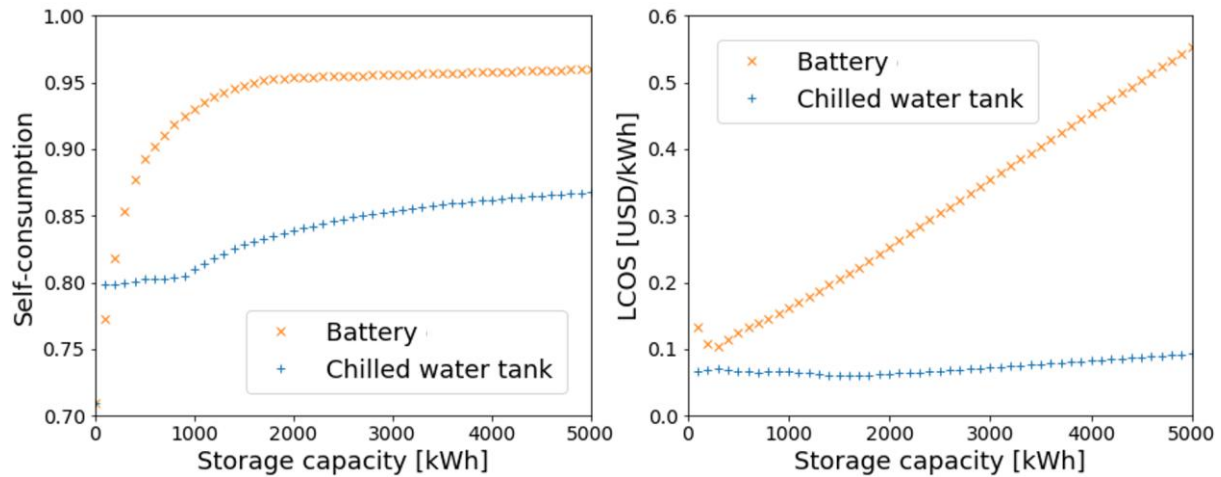 1.00
0.95
0.90
0.85
0.80
0.75
0.70
Self-consumption
Battery
Chilled water tank
0 1000 2000 3000 4000 5000
Storage capacity [kWh]
0.6
0.5
0.4
0.3
0.2
0.1
0.0
LCOS [USD/kWh]
Battery
Chilled water tank
0 1000 2000 3000 4000 5000
Storage capacity [kWh]